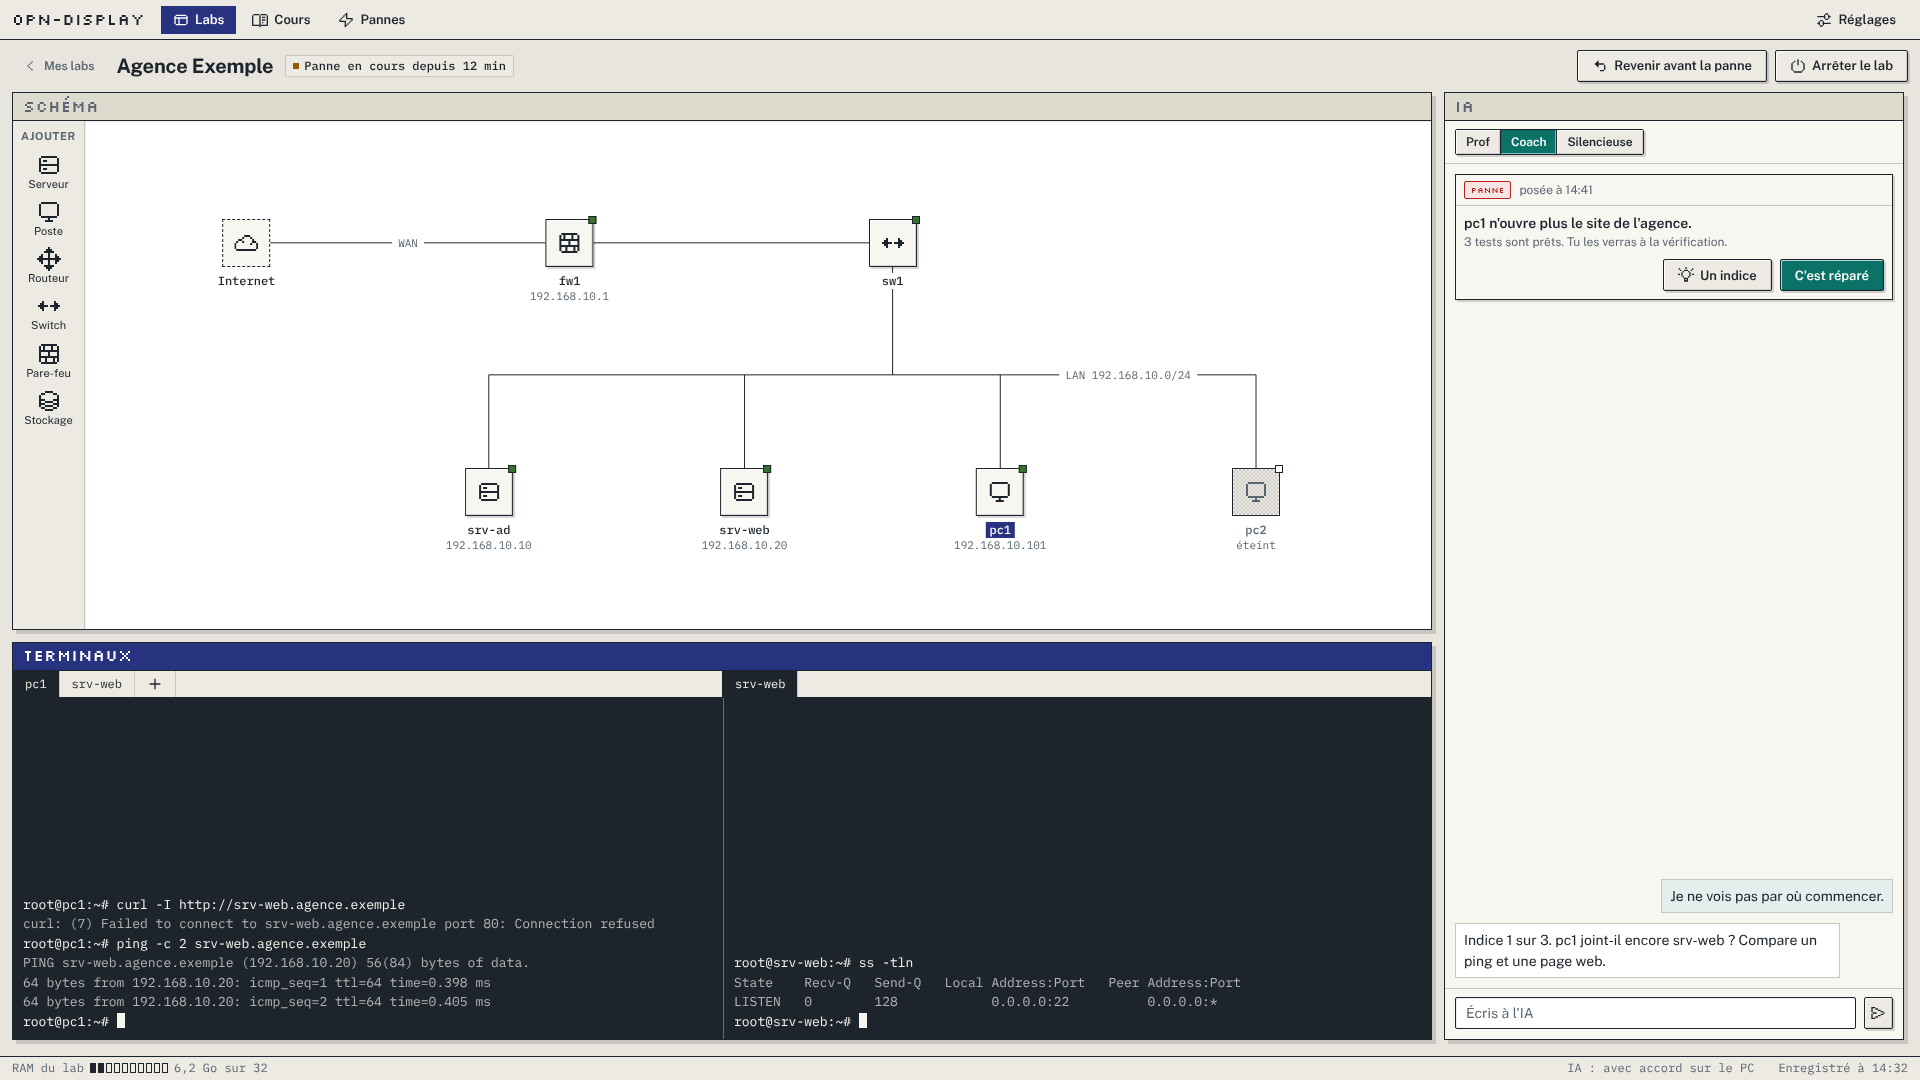 OPN-DISPLAY
Labs
Cours
Pannes
Réglages
Mes labs
Agence Exemple
Panne en cours depuis 12 min
Revenir avant la panne
Arrêter le lab
SCHÉMA
AJOUTER
Serveur
Poste
Routeur
Switch
Pare-feu
Stockage
Internet
WAN
fw1
192.168.10.1
sw1
LAN 192.168.10.0/24
srv-ad
192.168.10.10
srv-web
192.168.10.20
pc1
192.168.10.101
pc2
éteint
TERMINAUX
pc1
srv-web
+
root@pc1:~# curl -I http://srv-web.agence.exemple
curl: (7) Failed to connect to srv-web.agence.exemple port 80: Connection refused
root@pc1:~# ping -c 2 srv-web.agence.exemple
PING srv-web.agence.exemple (192.168.10.20) 56(84) bytes of data.
64 bytes from 192.168.10.20: icmp_seq=1 ttl=64 time=0.398 ms
64 bytes from 192.168.10.20: icmp_seq=2 ttl=64 time=0.405 ms
root@pc1:~#
srv-web
root@srv-web:~# ss -tln
State Recv-Q Send-Q Local Address:Port Peer Address:Port
LISTEN 0 128 0.0.0.0:22 0.0.0.0:*
root@srv-web:~#
IA
Prof
Coach
Silencieuse
PANNE
posée à 14:41
pc1 n'ouvre plus le site de l'agence.
3 tests sont prêts. Tu les verras à la vérification.
Un indice
C'est réparé
Je ne vois pas par où commencer.
Indice 1 sur 3. pc1 joint-il encore srv-web ? Compare un
ping et une page web.
Écris à l'IA
RAM du lab
6,2 Go sur 32
IA : avec accord sur le PC
Enregistré à 14:32